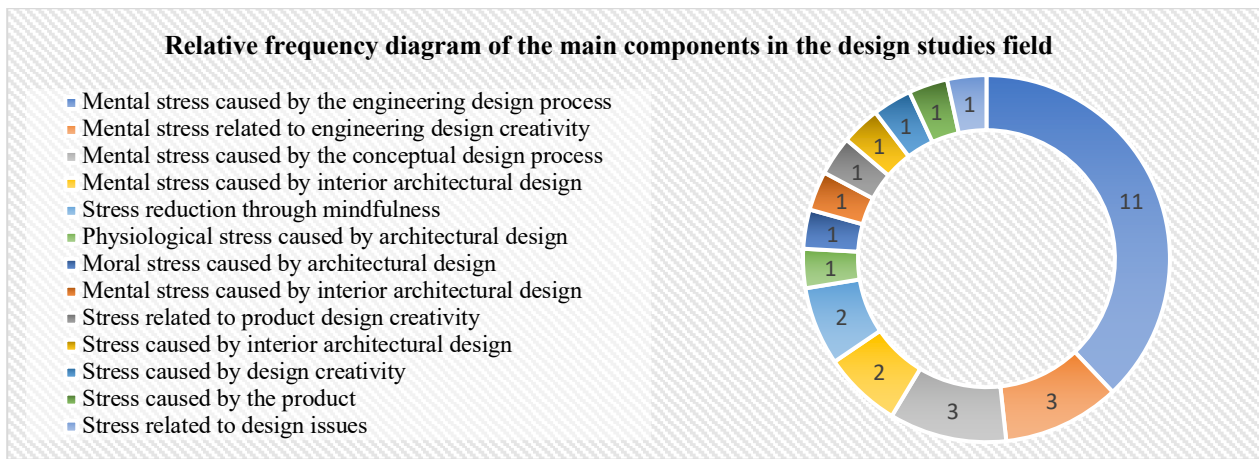 Relative frequency diagram of the main components in the design studies field
Mental stress caused by the engineering design process
Mental stress related to engineering design creativity
Mental stress caused by the conceptual design process
Mental stress caused by interior architectural design
Stress reduction through mindfulness
Physiological stress caused by architectural design
Moral stress caused by architectural design
Mental stress caused by interior architectural design
Stress related to product design creativity
Stress caused by interior architectural design
Stress caused by design creativity
Stress caused by the product
Stress related to design issues
11
3
3
2
2
1
1
1
1
1
1
1
1